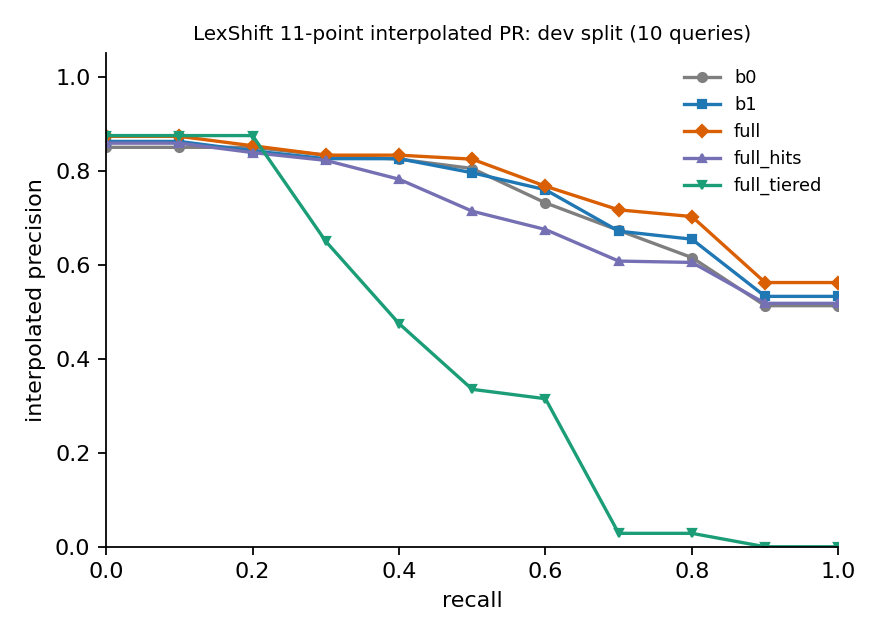 LexShift 11-point interpolated PR: dev split (10 queries)
b0
b1
full
full_hits
full_tiered
interpolated precision
1.0
0.8
0.6
0.4
0.2
0.0
0.0 0.2 0.4 0.6 0.8 1.0
recall